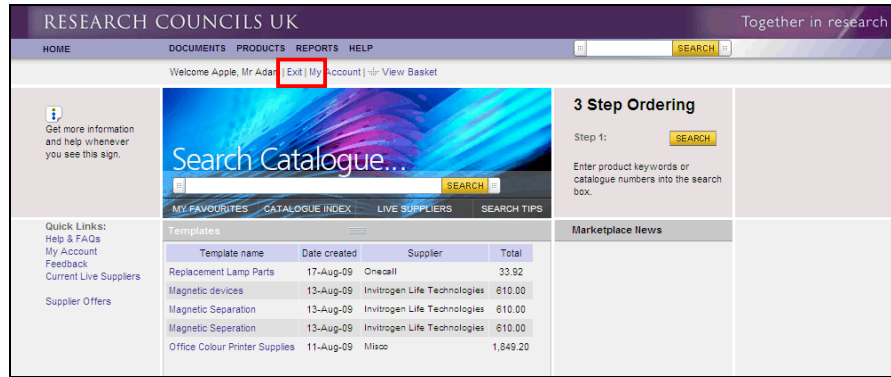 RESEARCH COUNCILS UK
Together in research
HOME DOCUMENTS PRODUCTS REPORTS HELP SEARCH
Welcome Apple, Mr Adam | Exit | My Account | View Basket
Get more information
and help whenever
you see this sign.
Search Catalogue...
SEARCH
MY FAVOURITES CATALOGUE INDEX LIVE SUPPLIERS SEARCH TIPS
3 Step Ordering
Step 1: SEARCH
Enter product keywords or
catalogue numbers into the search
box.
Quick Links:
Help & FAQs
My Account
Feedback
Current Live Suppliers
Supplier Offers
Templates
Template name Date created Supplier Total
Replacement Lamp Parts 17-Aug-09 Onecall 33.92
Magnetic devices 13-Aug-09 Invitrogen Life Technologies 610.00
Magnetic Separation 13-Aug-09 Invitrogen Life Technologies 610.00
Magnetic Seperation 13-Aug-09 Invitrogen Life Technologies 610.00
Office Colour Printer Supplies 11-Aug-09 Misco 1,849.20
Marketplace News